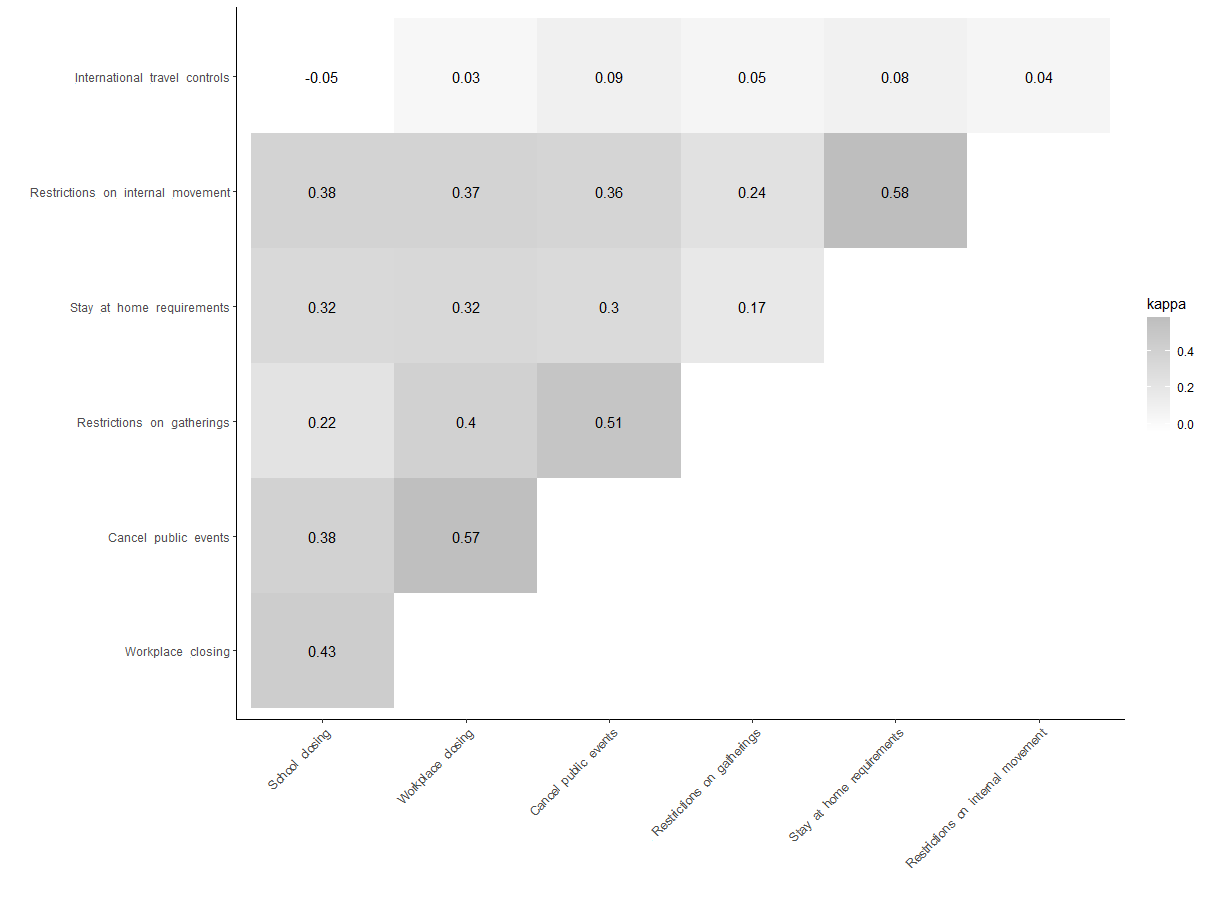 International travel controls
-0.05 0.03 0.09 0.05 0.08 0.04
Restrictions on internal movement
0.38 0.37 0.36 0.24 0.58
Stay at home requirements
0.32 0.32 0.3 0.17
Restrictions on gatherings
0.22 0.4 0.51
Cancel public events
0.38 0.57
Workplace closing
0.43
School closing
Workplace closing
Cancel public events
Restrictions on gatherings
Stay at home requirements
Restrictions on internal movement
kappa
0.4
0.2
0.0